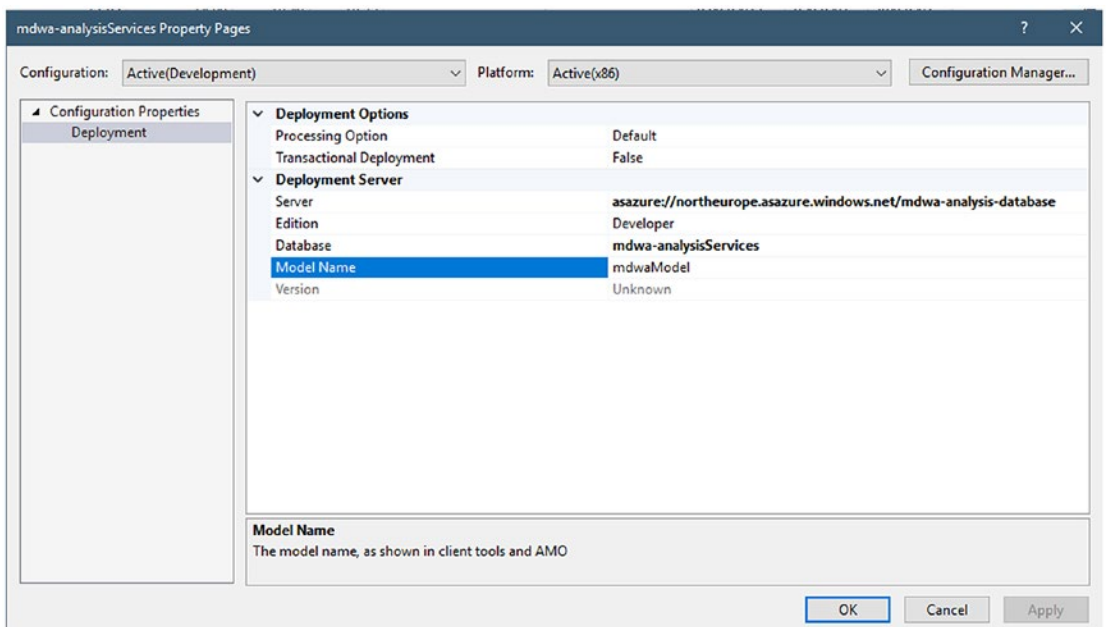 mdwa-analysisServices Property Pages ? ×
Configuration: Active(Development) Platform: Active(x86) Configuration Manager...
Configuration Properties
Deployment
Deployment Options
Processing Option Default
Transactional Deployment False
Deployment Server
Server asazure://northeurope.asazure.windows.net/mdwa-analysis-database
Edition Developer
Database mdwa-analysisServices
Model Name mdwaModel
Version Unknown
Model Name
The model name, as shown in client tools and AMO
OK Cancel Apply